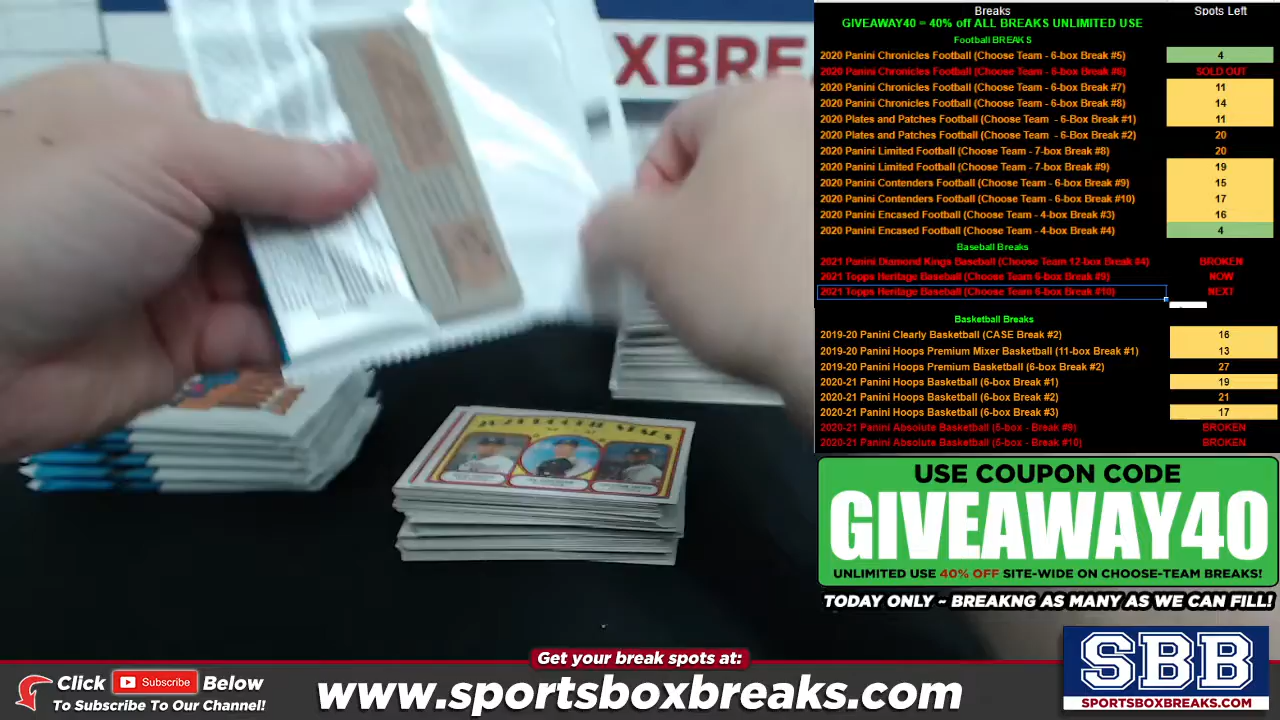 XBREA
Breaks Spots Left
GIVEAWAY40 = 40% off ALL BREAKS UNLIMITED USE
Football BREAKS
2020 Panini Chronicles Football (Choose Team - 6-box Break #5) 4
2020 Panini Chronicles Football (Choose Team - 6-box Break #6) SOLD OUT
2020 Panini Chronicles Football (Choose Team - 6-box Break #7) 11
2020 Panini Chronicles Football (Choose Team - 6-box Break #8) 14
2020 Plates and Patches Football (Choose Team - 6-Box Break #1) 11
2020 Plates and Patches Football (Choose Team - 6-Box Break #2) 20
2020 Panini Limited Football (Choose Team - 7-box Break #8) 20
2020 Panini Limited Football (Choose Team - 7-box Break #9) 19
2020 Panini Contenders Football (Choose Team - 6-box Break #9) 15
2020 Panini Contenders Football (Choose Team - 6-box Break #10) 17
2020 Panini Encased Football (Choose Team - 4-box Break #3) 16
2020 Panini Encased Football (Choose Team - 4-box Break #4) 4
Baseball Breaks
2021 Panini Diamond Kings Baseball (Choose Team 12-box Break #4) BROKEN
2021 Topps Heritage Baseball (Choose Team 6-box Break #9) NOW
2021 Topps Heritage Baseball (Choose Team 6-box Break #10) NEXT
Basketball Breaks
2019-20 Panini Clearly Basketball (CASE Break #2) 16
2019-20 Panini Hoops Premium Mixer Basketball (11-box Break #1) 13
2019-20 Panini Hoops Premium Basketball (6-box Break #2) 27
2020-21 Panini Hoops Basketball (6-box Break #1) 19
2020-21 Panini Hoops Basketball (6-box Break #2) 21
2020-21 Panini Hoops Basketball (6-box Break #3) 17
2020-21 Panini Absolute Basketball (5-box - Break #9) BROKEN
2020-21 Panini Absolute Basketball (5-box - Break #10) BROKEN
USE COUPON CODE
GIVEAWAY40
UNLIMITED USE 40% OFF SITE-WIDE ON CHOOSE-TEAM BREAKS!
TODAY ONLY ~ BREAKNG AS MANY AS WE CAN FILL!
Get your break spots at:
Click Subscribe Below
To Subscribe To Our Channel!
www.sportsboxbreaks.com
SBB
SPORTSBOXBREAKS.COM